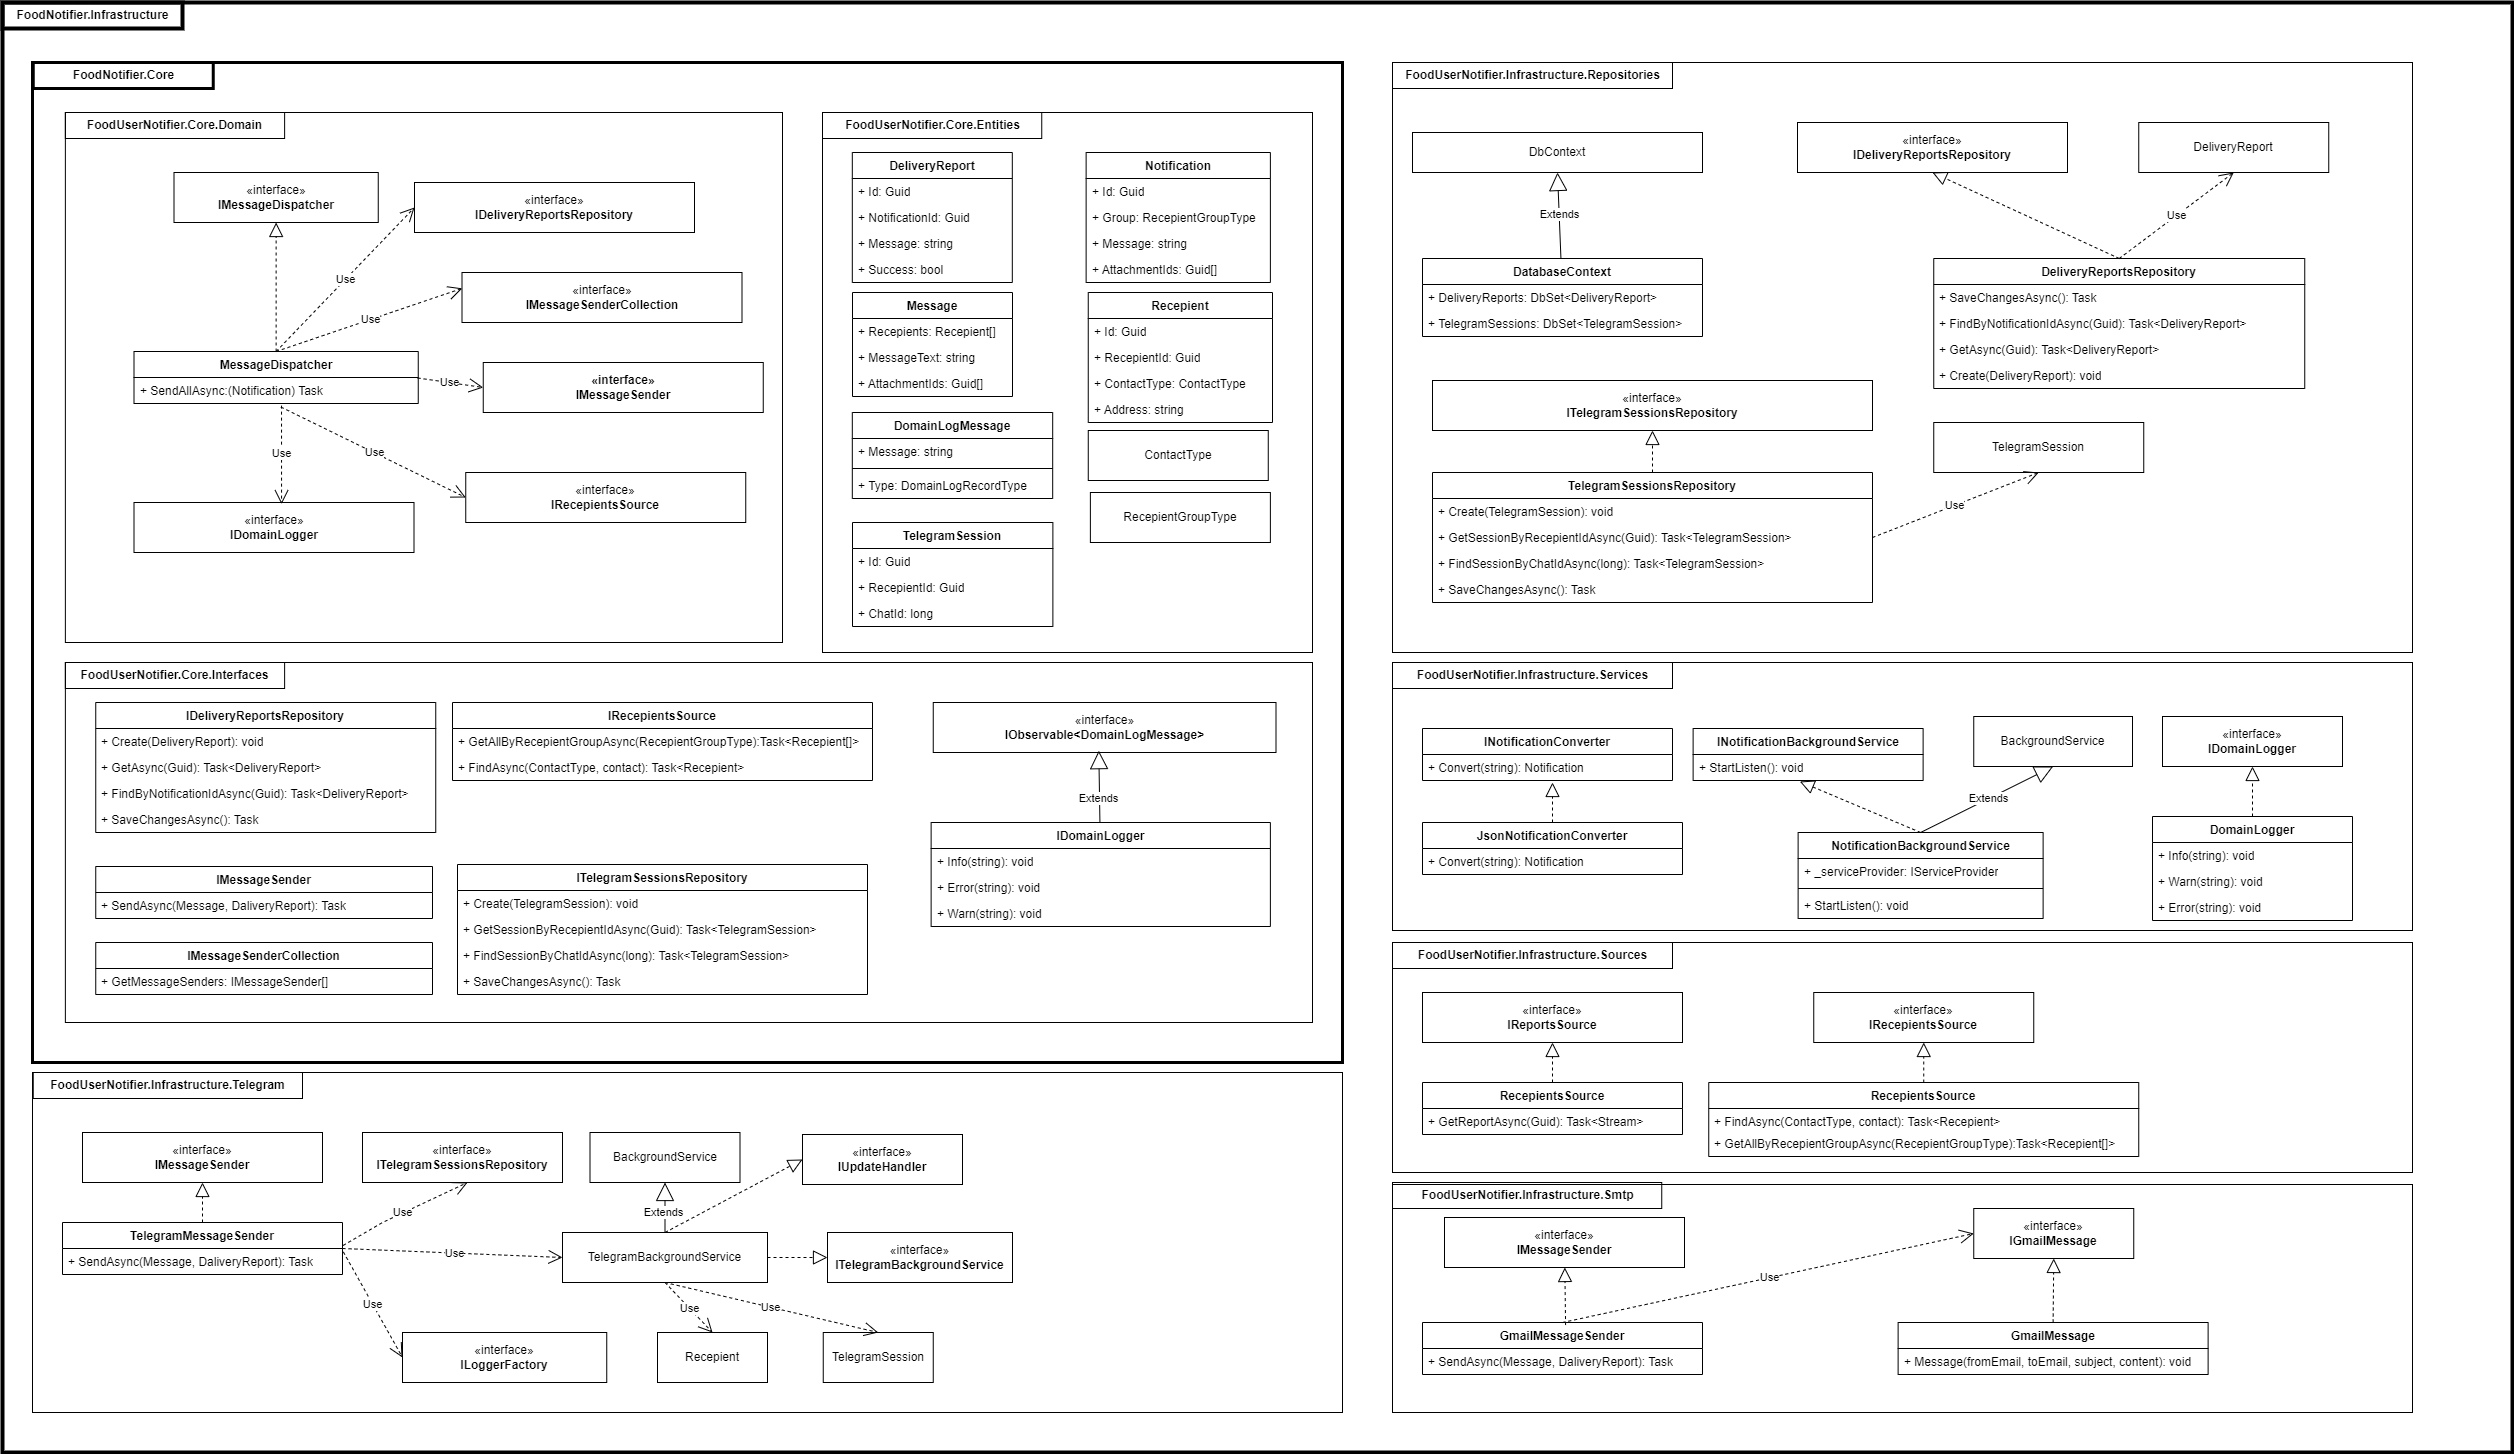 FoodNotifier.Infrastructure
FoodNotifier.Core
FoodUserNotifier.Core.Domain
«interface»
IMessageDispatcher
«interface»
IDeliveryReportsRepository
Use
«interface»
IMessageSenderCollection
Use
MessageDispatcher
+ SendAllAsync:(Notification) Task
Use
«interface»
IMessageSender
Use
Use
«interface»
IRecepientsSource
«interface»
IDomainLogger
FoodUserNotifier.Core.Entities
DeliveryReport
+ Id: Guid
+ NotificationId: Guid
+ Message: string
+ Success: bool
Notification
+ Id: Guid
+ Group: RecepientGroupType
+ Message: string
+ AttachmentIds: Guid[]
Message
+ Recepients: Recepient[]
+ MessageText: string
+ AttachmentIds: Guid[]
Recepient
+ Id: Guid
+ RecepientId: Guid
+ ContactType: ContactType
+ Address: string
DomainLogMessage
+ Message: string
+ Type: DomainLogRecordType
ContactType
RecepientGroupType
TelegramSession
+ Id: Guid
+ RecepientId: Guid
+ ChatId: long
FoodUserNotifier.Core.Interfaces
IDeliveryReportsRepository
+ Create(DeliveryReport): void
+ GetAsync(Guid): Task<DeliveryReport>
+ FindByNotificationIdAsync(Guid): Task<DeliveryReport>
+ SaveChangesAsync(): Task
IRecepientsSource
+ GetAllByRecepientGroupAsync(RecepientGroupType):Task<Recepient[]>
+ FindAsync(ContactType, contact): Task<Recepient>
«interface»
IObservable<DomainLogMessage>
Extends
IDomainLogger
+ Info(string): void
+ Error(string): void
+ Warn(string): void
IMessageSender
+ SendAsync(Message, DaliveryReport): Task
IMessageSenderCollection
+ GetMessageSenders: IMessageSender[]
ITelegramSessionsRepository
+ Create(TelegramSession): void
+ GetSessionByRecepientIdAsync(Guid): Task<TelegramSession>
+ FindSessionByChatIdAsync(long): Task<TelegramSession>
+ SaveChangesAsync(): Task
FoodUserNotifier.Infrastructure.Telegram
«interface»
IMessageSender
«interface»
ITelegramSessionsRepository
BackgroundService
«interface»
IUpdateHandler
Use
Extends
TelegramMessageSender
+ SendAsync(Message, DaliveryReport): Task
Use
TelegramBackgroundService
«interface»
ITelegramBackgroundService
Use
Use
Use
«interface»
ILoggerFactory
Recepient
TelegramSession
FoodUserNotifier.Infrastructure.Repositories
DbContext
«interface»
IDeliveryReportsRepository
DeliveryReport
Extends
Use
DatabaseContext
+ DeliveryReports: DbSet<DeliveryReport>
+ TelegramSessions: DbSet<TelegramSession>
DeliveryReportsRepository
+ SaveChangesAsync(): Task
+ FindByNotificationIdAsync(Guid): Task<DeliveryReport>
+ GetAsync(Guid): Task<DeliveryReport>
+ Create(DeliveryReport): void
«interface»
ITelegramSessionsRepository
TelegramSession
TelegramSessionsRepository
+ Create(TelegramSession): void
+ GetSessionByRecepientIdAsync(Guid): Task<TelegramSession>
+ FindSessionByChatIdAsync(long): Task<TelegramSession>
+ SaveChangesAsync(): Task
Use
FoodUserNotifier.Infrastructure.Services
INotificationConverter
+ Convert(string): Notification
INotificationBackgroundService
+ StartListen(): void
BackgroundService
«interface»
IDomainLogger
Extends
JsonNotificationConverter
+ Convert(string): Notification
NotificationBackgroundService
+ _serviceProvider: IServiceProvider
+ StartListen(): void
DomainLogger
+ Info(string): void
+ Warn(string): void
+ Error(string): void
FoodUserNotifier.Infrastructure.Sources
«interface»
IReportsSource
«interface»
IRecepientsSource
RecepientsSource
+ GetReportAsync(Guid): Task<Stream>
RecepientsSource
+ FindAsync(ContactType, contact): Task<Recepient>
+ GetAllByRecepientGroupAsync(RecepientGroupType):Task<Recepient[]>
FoodUserNotifier.Infrastructure.Smtp
«interface»
IMessageSender
«interface»
IGmailMessage
Use
GmailMessageSender
+ SendAsync(Message, DaliveryReport): Task
GmailMessage
+ Message(fromEmail, toEmail, subject, content): void